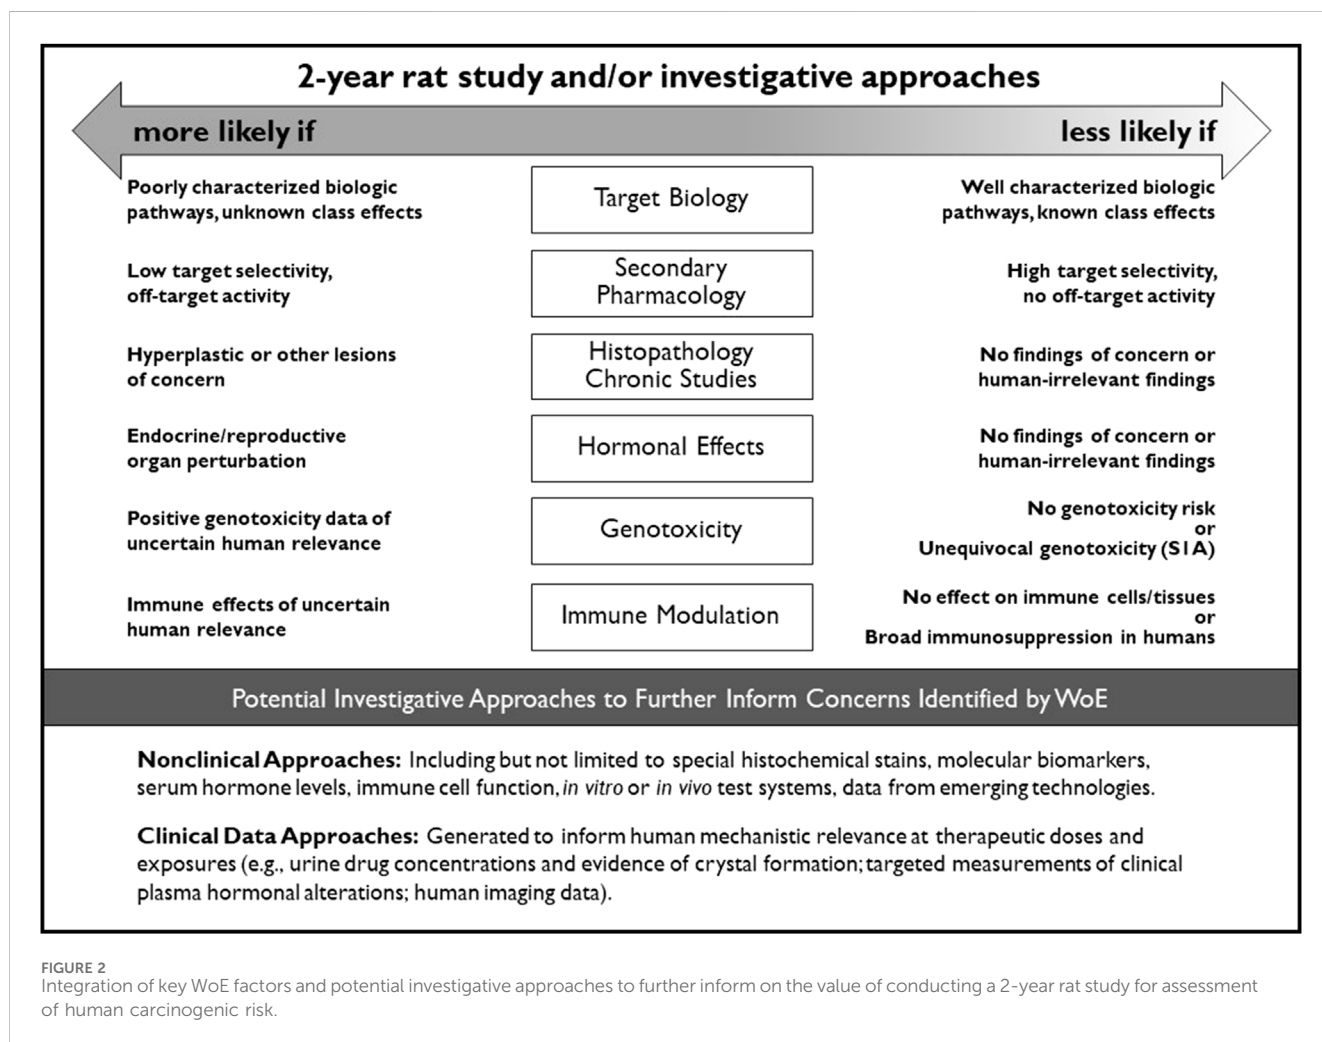 2-year rat study and/or investigative approaches
more likely if
less likely if
Poorly characterized biologic
pathways, unknown class effects
Target Biology
Well characterized biologic
pathways, known class effects
Low target selectivity,
off-target activity
Secondary
Pharmacology
High target selectivity,
no off-target activity
Hyperplastic or other lesions
of concern
Histopathology
Chronic Studies
No findings of concern or
human-irrelevant findings
Endocrine/reproductive
organ perturbation
Hormonal Effects
No findings of concern or
human-irrelevant findings
Positive genotoxicity data of
uncertain human relevance
Genotoxicity
No genotoxicity risk
or
Unequivocal genotoxicity (S1A)
Immune effects of uncertain
human relevance
Immune Modulation
No effect on immune cells/tissues
or
Broad immunosuppression in humans
Potential Investigative Approaches to Further Inform Concerns Identified by WoE
Nonclinical Approaches: Including but not limited to special histochemical stains, molecular biomarkers,
serum hormone levels, immune cell function, in vitro or in vivo test systems, data from emerging technologies.
Clinical Data Approaches: Generated to inform human mechanistic relevance at therapeutic doses and
exposures (e.g., urine drug concentrations and evidence of crystal formation; targeted measurements of clinical
plasma hormonal alterations; human imaging data).
FIGURE 2
Integration of key WoE factors and potential investigative approaches to further inform on the value of conducting a 2-year rat study for assessment
of human carcinogenic risk.